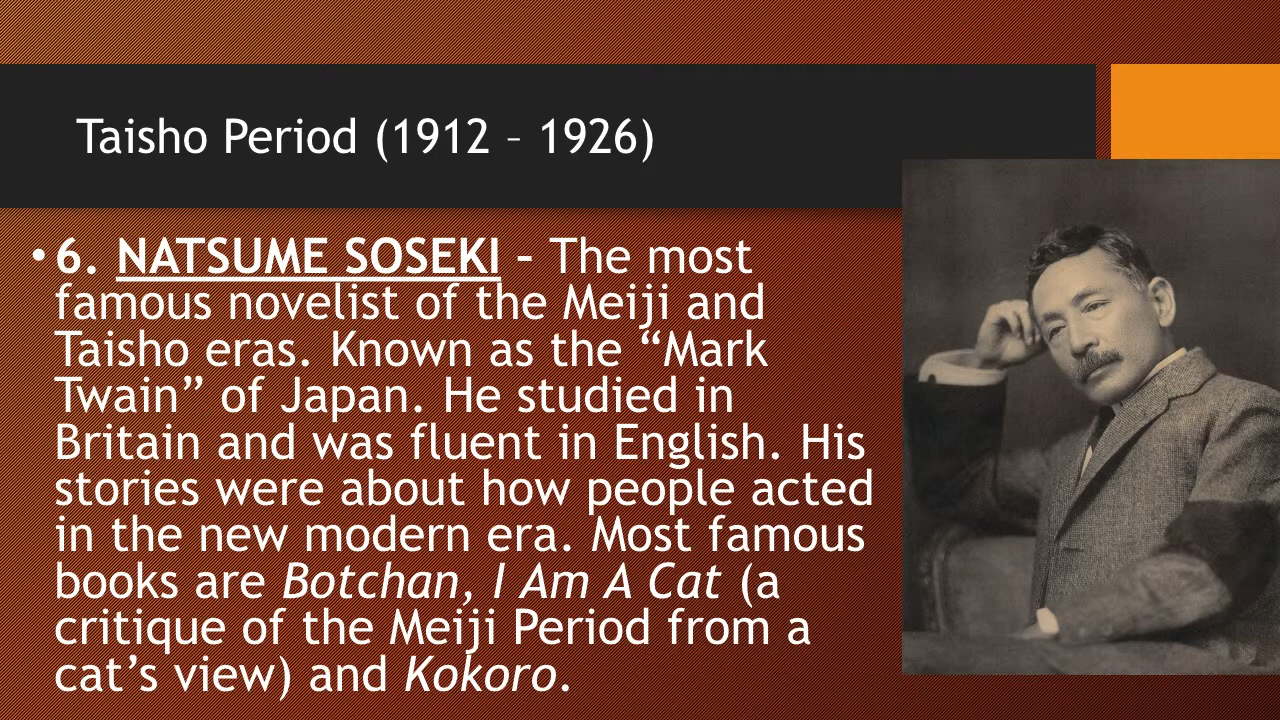 Taisho Period (1912 – 1926)
• 6. NATSUME SOSEKI – The most
famous novelist of the Meiji and
Taisho eras. Known as the “Mark
Twain” of Japan. He studied in
Britain and was fluent in English. His
stories were about how people acted
in the new modern era. Most famous
books are Botchan, I Am A Cat (a
critique of the Meiji Period from a
cat’s view) and Kokoro.